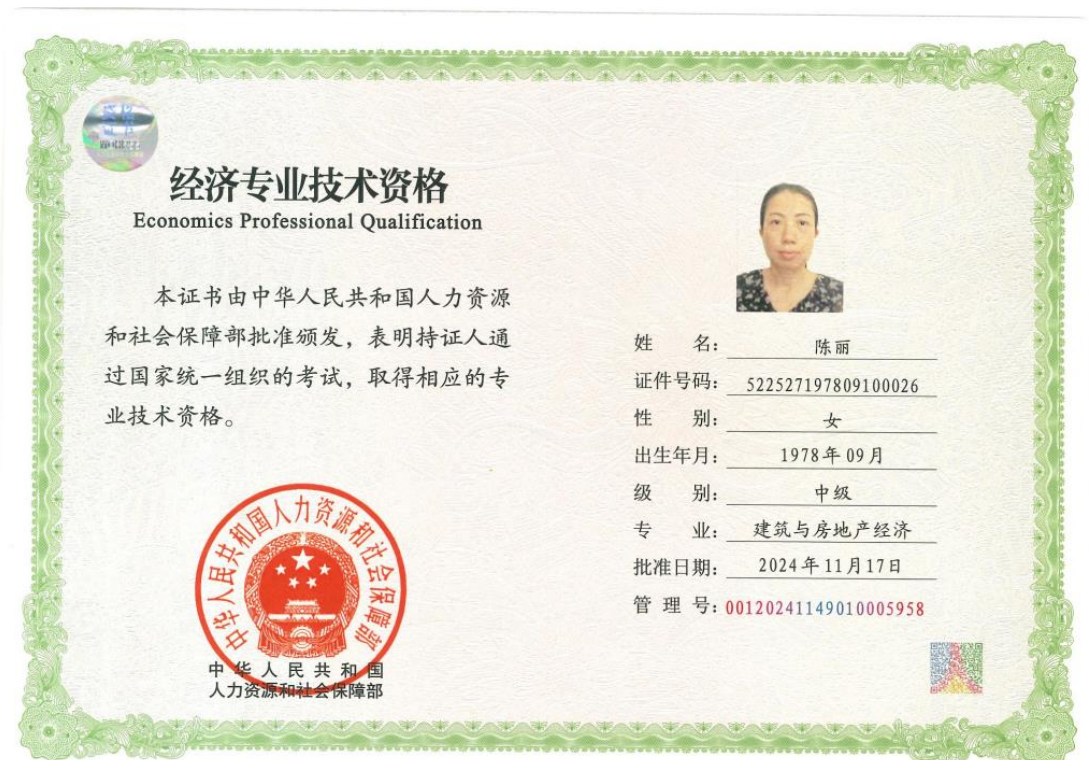 经济专业技术资格
Economics Professional Qualification
本证书由中华人民共和国人力资源
和社会保障部批准颁发，表明持证人通
过国家统一组织的考试，取得相应的专
业技术资格。
中华人民共和国人力资源和社会保障部
中华人民共和国
人力资源和社会保障部
姓 名： 陈丽
证件号码： 522527197809100026
性 别： 女
出生年月： 1978年09月
级 别： 中级
专 业： 建筑与房地产经济
批准日期： 2024年11月17日
管 理 号： 00120241149010005958